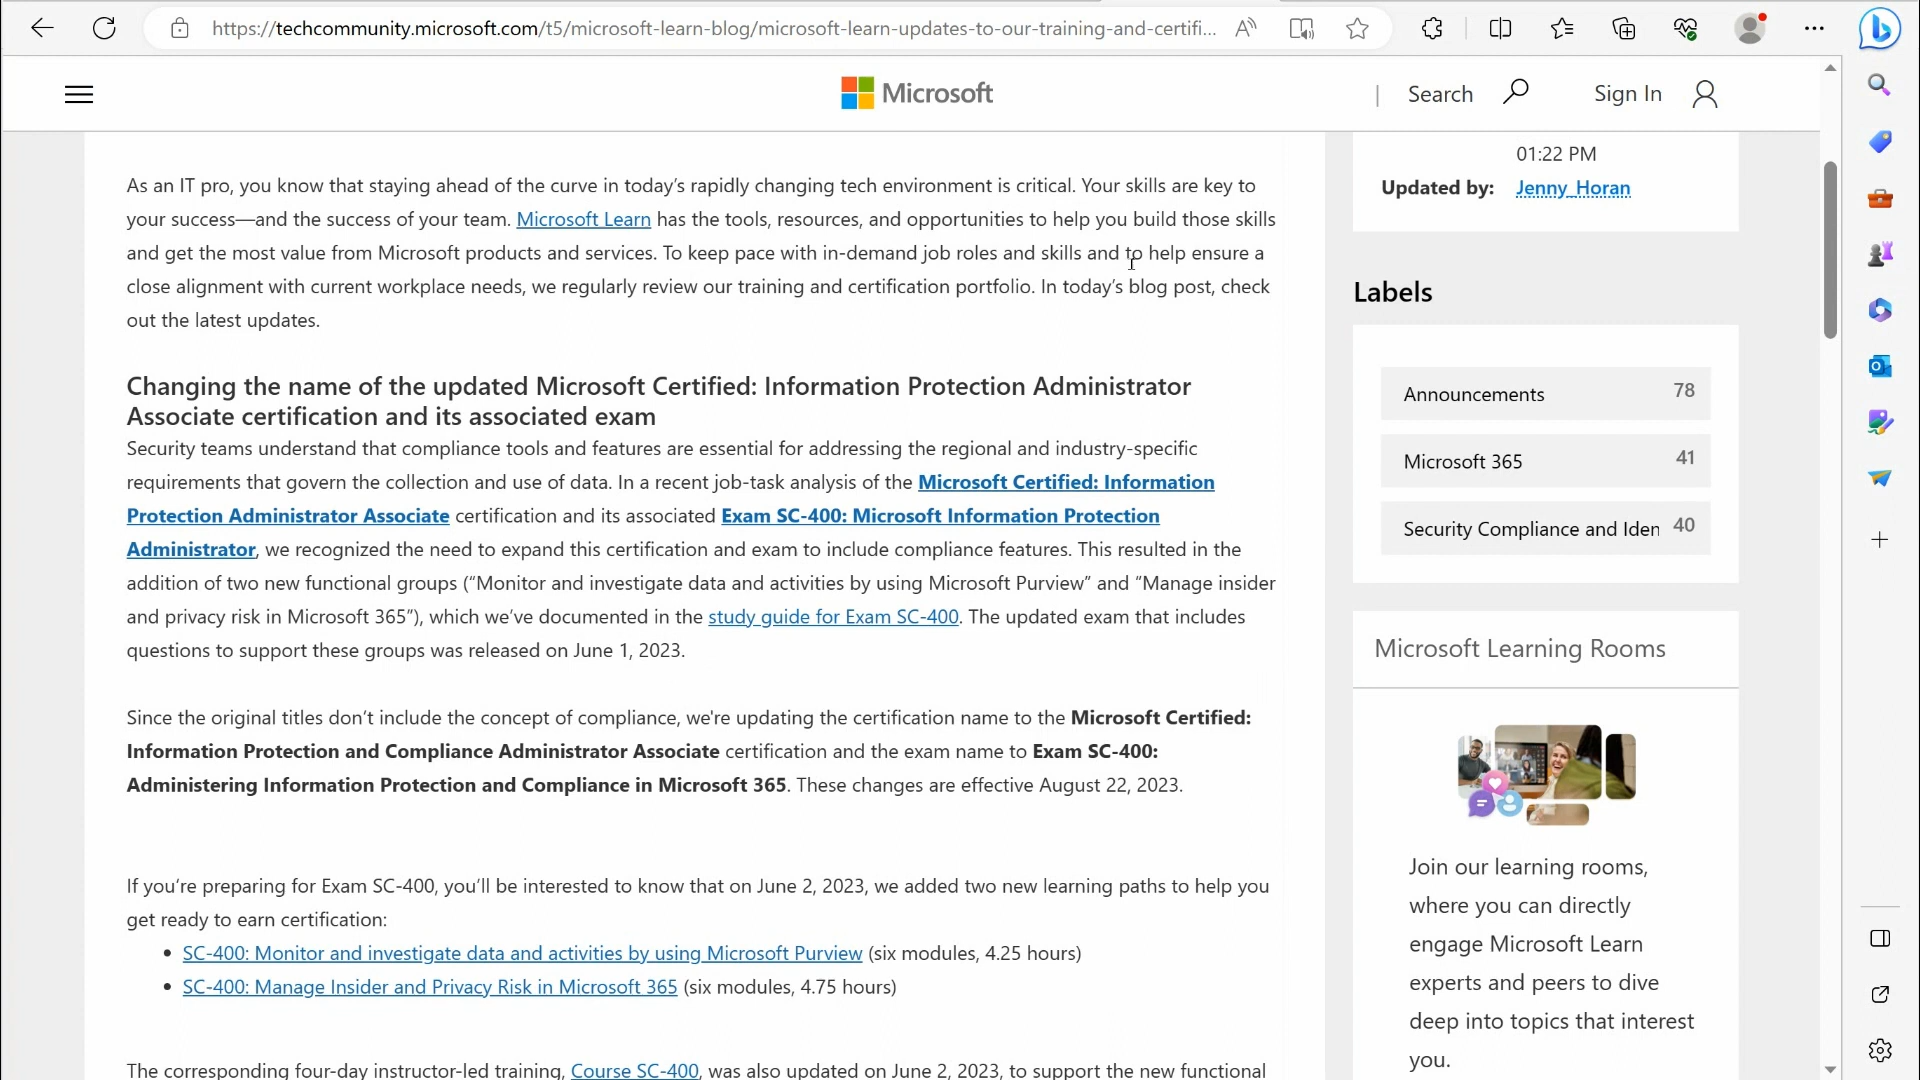 https://techcommunity.microsoft.com/t5/microsoft-learn-blog/microsoft-learn-updates-to-our-training-and-certifi...
Microsoft
| Search
Sign In
As an IT pro, you know that staying ahead of the curve in today's rapidly changing tech environment is critical. Your skills are key to
your success—and the success of your team. Microsoft Learn has the tools, resources, and opportunities to help you build those skills
and get the most value from Microsoft products and services. To keep pace with in-demand job roles and skills and to help ensure a
close alignment with current workplace needs, we regularly review our training and certification portfolio. In today's blog post, check
out the latest updates.
Changing the name of the updated Microsoft Certified: Information Protection Administrator
Associate certification and its associated exam
Security teams understand that compliance tools and features are essential for addressing the regional and industry-specific
requirements that govern the collection and use of data. In a recent job-task analysis of the Microsoft Certified: Information
Protection Administrator Associate certification and its associated Exam SC-400: Microsoft Information Protection
Administrator, we recognized the need to expand this certification and exam to include compliance features. This resulted in the
addition of two new functional groups (“Monitor and investigate data and activities by using Microsoft Purview” and “Manage insider
and privacy risk in Microsoft 365”), which we've documented in the study guide for Exam SC-400. The updated exam that includes
questions to support these groups was released on June 1, 2023.
Since the original titles don't include the concept of compliance, we're updating the certification name to the Microsoft Certified:
Information Protection and Compliance Administrator Associate certification and the exam name to Exam SC-400:
Administering Information Protection and Compliance in Microsoft 365. These changes are effective August 22, 2023.
If you're preparing for Exam SC-400, you'll be interested to know that on June 2, 2023, we added two new learning paths to help you
get ready to earn certification:
• SC-400: Monitor and investigate data and activities by using Microsoft Purview (six modules, 4.25 hours)
• SC-400: Manage Insider and Privacy Risk in Microsoft 365 (six modules, 4.75 hours)
The corresponding four-day instructor-led training, Course SC-400, was also updated on June 2, 2023, to support the new functional
01:22 PM
Updated by: Jenny_Horan
Labels
Announcements 78
Microsoft 365 41
Security Compliance and Iden 40
Microsoft Learning Rooms
Join our learning rooms,
where you can directly
engage Microsoft Learn
experts and peers to dive
deep into topics that interest
you.